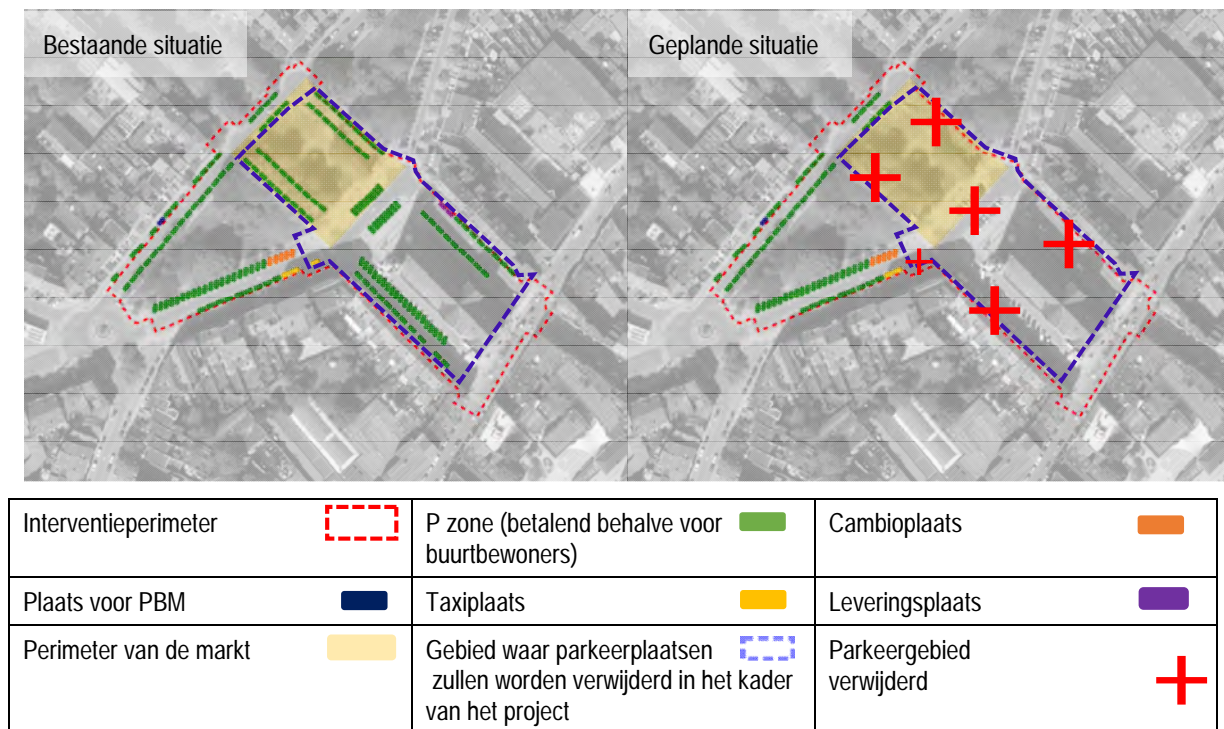 Bestaande situatie
Geplande situatie
Interventieperimeter
P zone (betalend behalve voor
buurtbewoners)
Cambioplaats
Plaats voor PBM
Taxiplaats
Leveringsplaats
Perimeter van de markt
Gebied waar parkeerplaatsen
zullen worden verwijderd in het kader
van het project
Parkeergebied
verwijderd